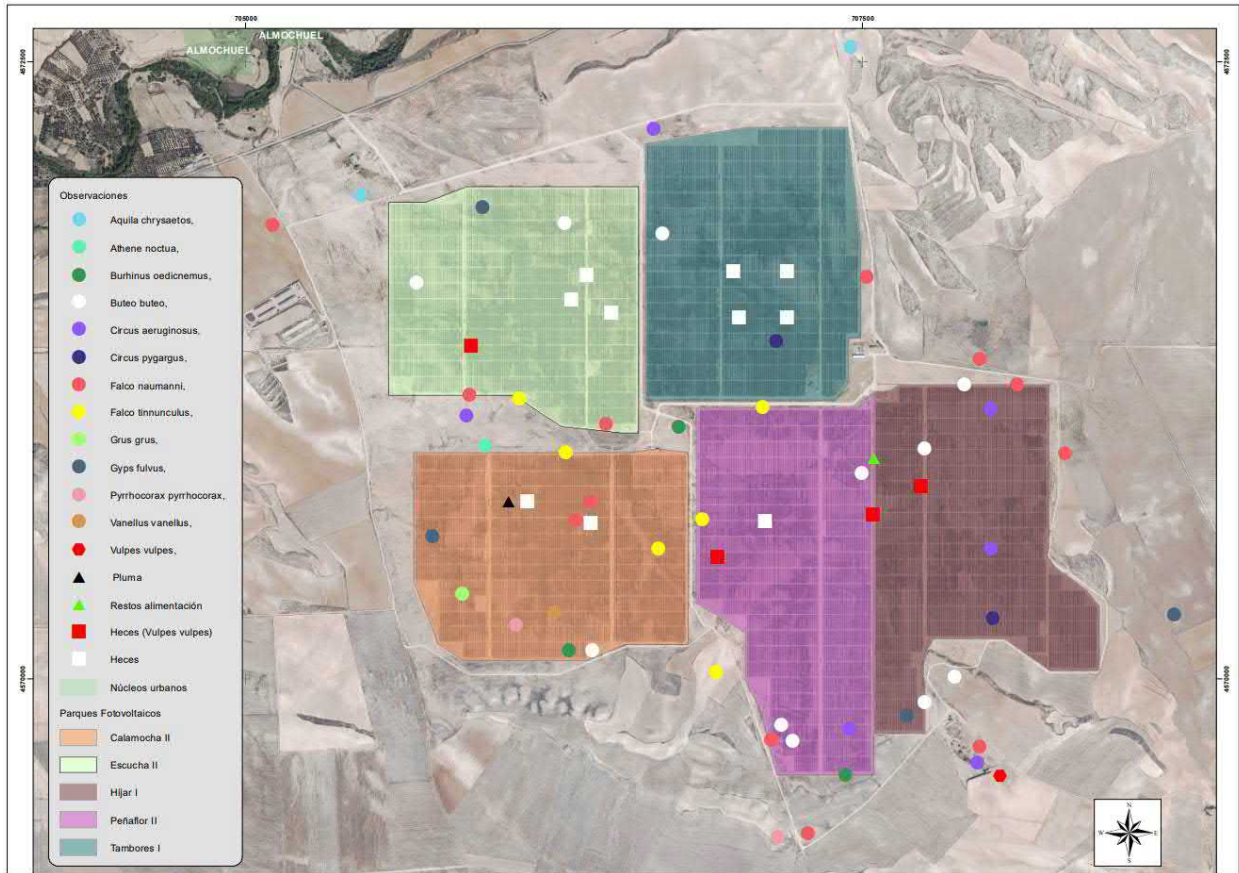 705000
707500
ALMOCHUEL
ALMOCHUEL
4572500
4572500
Observaciones
Aquila chrysaetos,
Athene noctua,
Burhinus oedicnemus,
Buteo buteo,
Circus aeruginosus,
Circus pygargus,
Falco naumanni,
Falco tinnunculus,
Grus grus,
Gyps fulvus,
Pyrrhocorax pyrrhocorax,
Vanellus vanellus,
Vulpes vulpes,
Pluma
Restos alimentación
Heces (Vulpes vulpes)
Heces
Núcleos urbanos
Parques Fotovoltaicos
Calamocha II
Escucha II
Hijar I
Peñaflor II
Tambores I
4570000
4570000
N
W
E
S